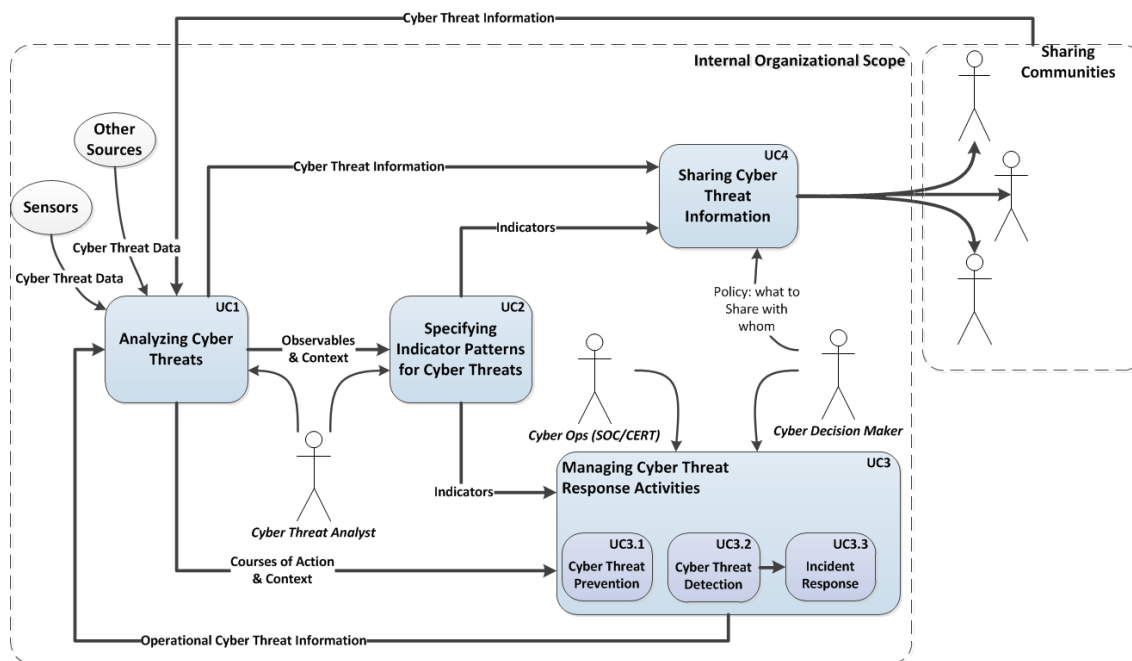 Cyber Threat Information
Internal Organizational Scope
Sharing
Communities
Other
Sources
Sensors
Cyber Threat Data
Cyber Threat Data
Cyber Threat Information
UC4
Sharing Cyber
Threat
Information
Indicators
UC1
Analyzing Cyber
Threats
Observables
& Context
UC2
Specifying
Indicator Patterns
for Cyber Threats
Policy: what to
Share with
whom
Cyber Ops (SOC/CERT)
Cyber Decision Maker
Cyber Threat Analyst
Indicators
UC3
Managing Cyber Threat
Response Activities
UC3.1
Cyber Threat
Prevention
UC3.2
Cyber Threat
Detection
UC3.3
Incident
Response
Courses of Action
& Context
Operational Cyber Threat Information